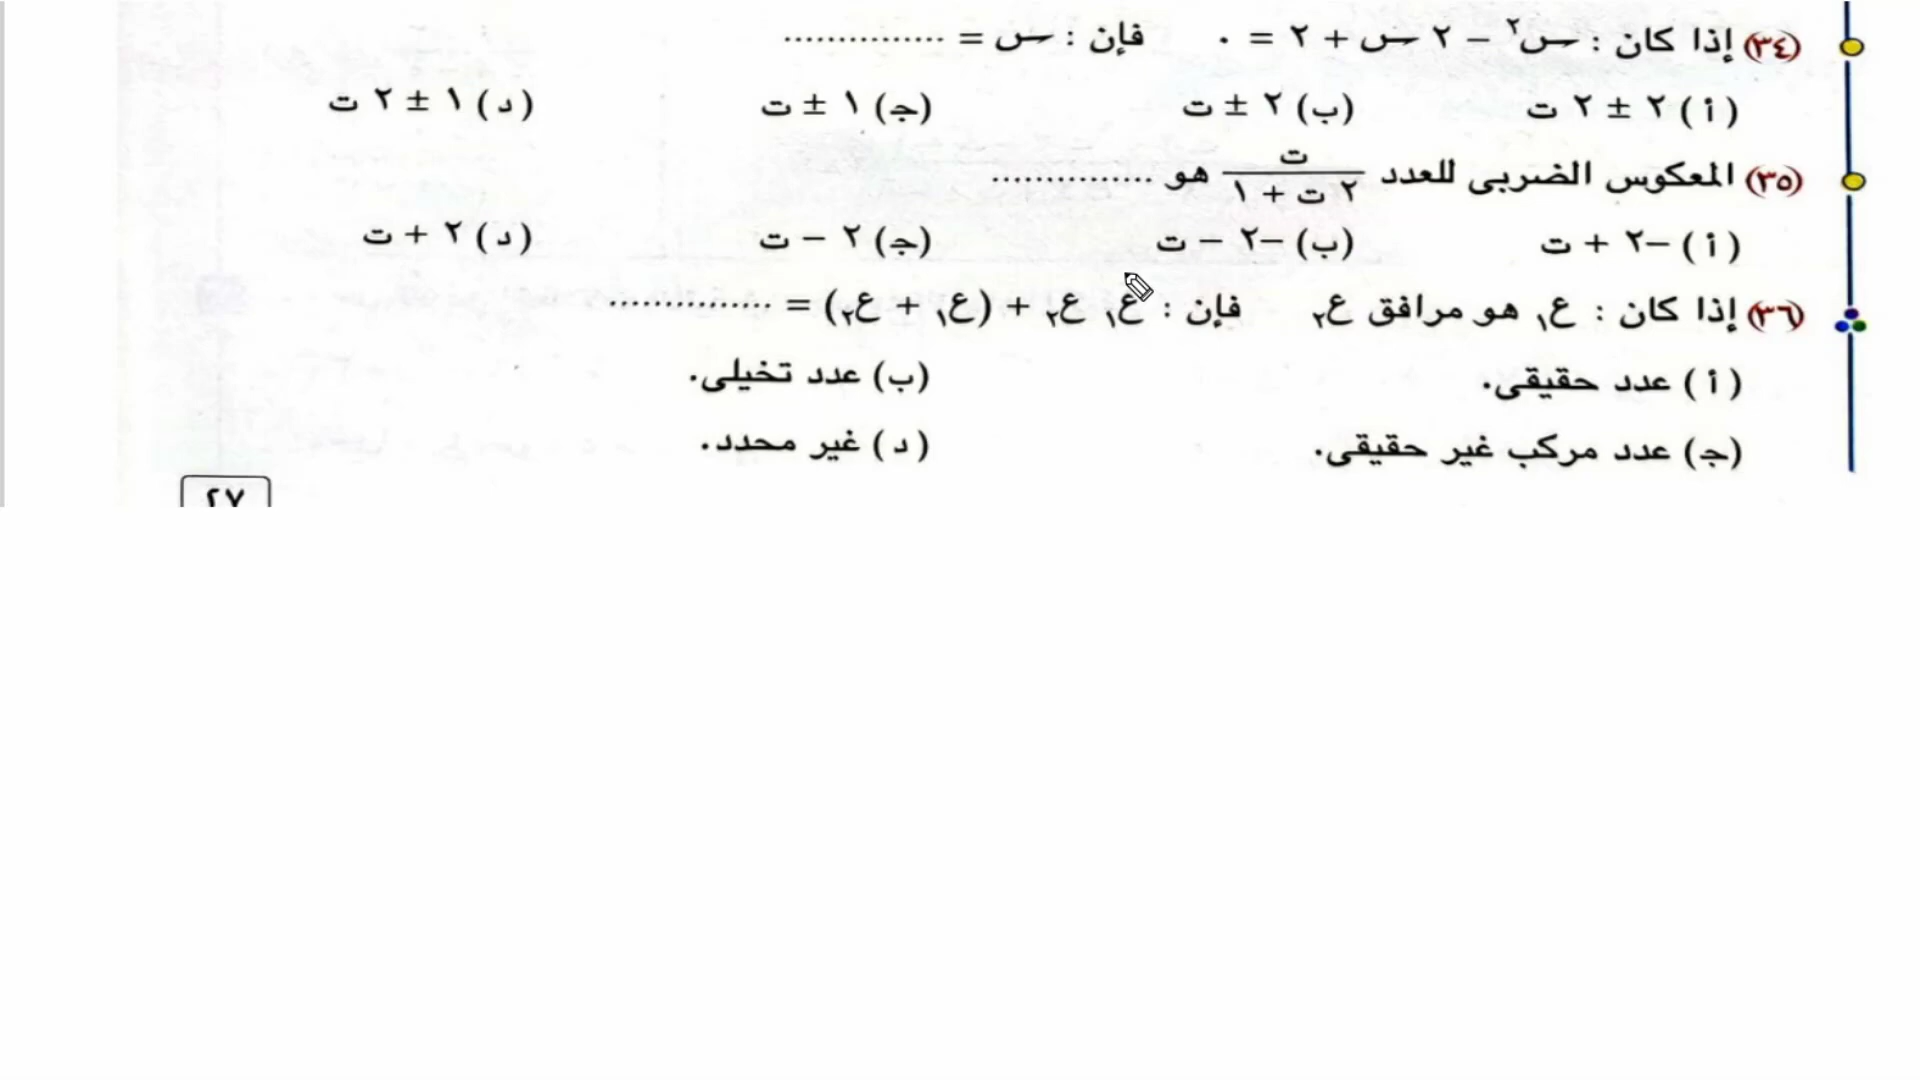 (٣٤) إذا كان : س٢ – ٢ س + ٢ = ٠ فإن : س = ...............
(أ) ٢ ± ٢ ت (ب) ٢ ± ت (جـ) ١ ± ت (د) ١ ± ٢ ت
(٣٥) المعكوس الضربى للعدد ت / ٢ ت + ١ هو ...............
(أ) –٢ + ت (ب) –٢ – ت (جـ) ٢ – ت (د) ٢ + ت
(٣٦) إذا كان : ع١ هو مرافق ع٢ فإن : ع١ ع٢ + (ع١ + ع٢) = ...............
(أ) عدد حقيقى. (ب) عدد تخيلى.
(جـ) عدد مركب غير حقيقى. (د) غير محدد.
٢٧